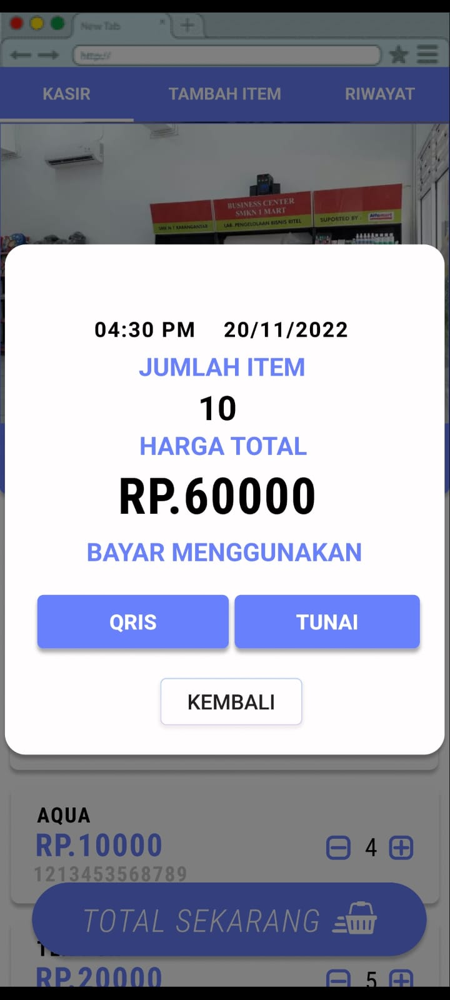 New Tab
http://
KASIR TAMBAH ITEM RIWAYAT
BUSINESS CENTER
SMKN 1 MART
SMK N 1 KARANGANYAR LAB. PENGELOLAAN BISNIS RITEL SUPORTED BY : Alfamart
04:30 PM 20/11/2022
JUMLAH ITEM
10
HARGA TOTAL
RP.60000
BAYAR MENGGUNAKAN
QRIS TUNAI
KEMBALI
AQUA
RP.10000 4
1213453568789
TOTAL SEKARANG
RP.20000 5